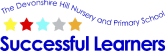 The Devonshire Hill Nursery and Primary School
Successful Learners